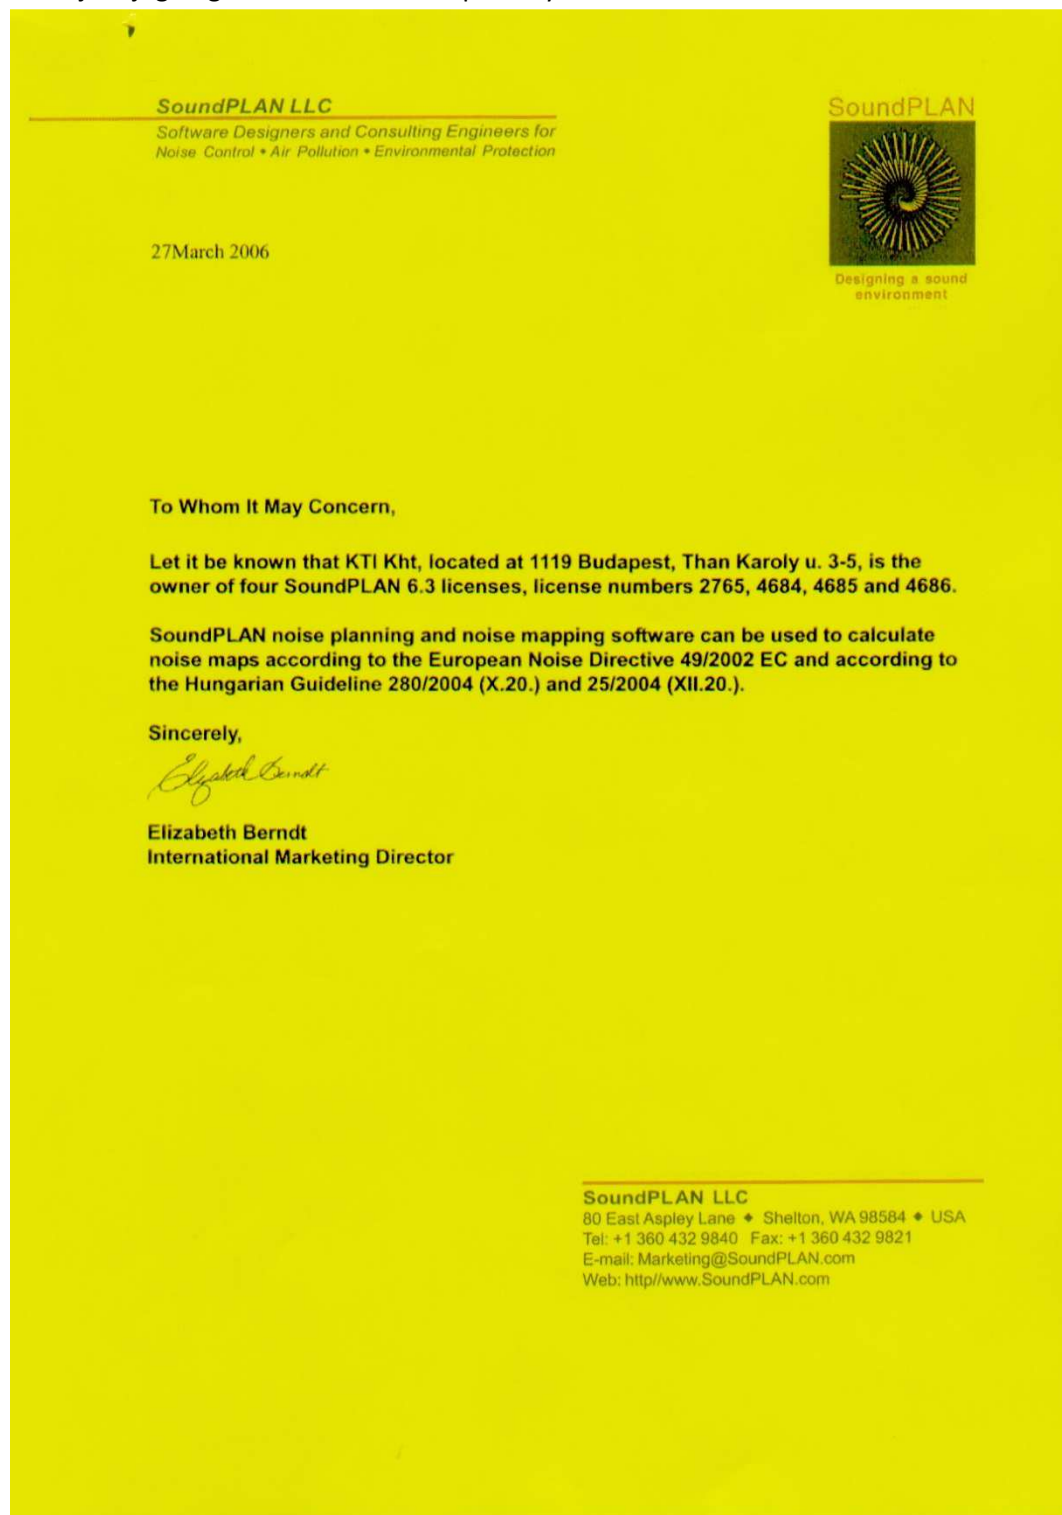 SoundPLAN LLC
Software Designers and Consulting Engineers for
Noise Control • Air Pollution • Environmental Protection
SoundPLAN
Designing a sound
environment
27March 2006
To Whom It May Concern,
Let it be known that KTI Kht, located at 1119 Budapest, Than Karoly u. 3-5, is the
owner of four SoundPLAN 6.3 licenses, license numbers 2765, 4684, 4685 and 4686.
SoundPLAN noise planning and noise mapping software can be used to calculate
noise maps according to the European Noise Directive 49/2002 EC and according to
the Hungarian Guideline 280/2004 (X.20.) and 25/2004 (XII.20.).
Sincerely,
Elizabeth Berndt
Elizabeth Berndt
International Marketing Director
SoundPLAN LLC
80 East Aspley Lane ◆ Shelton, WA 98584 ◆ USA
Tel: +1 360 432 9840 Fax: +1 360 432 9821
E-mail: Marketing@SoundPLAN.com
Web: http//www.SoundPLAN.com